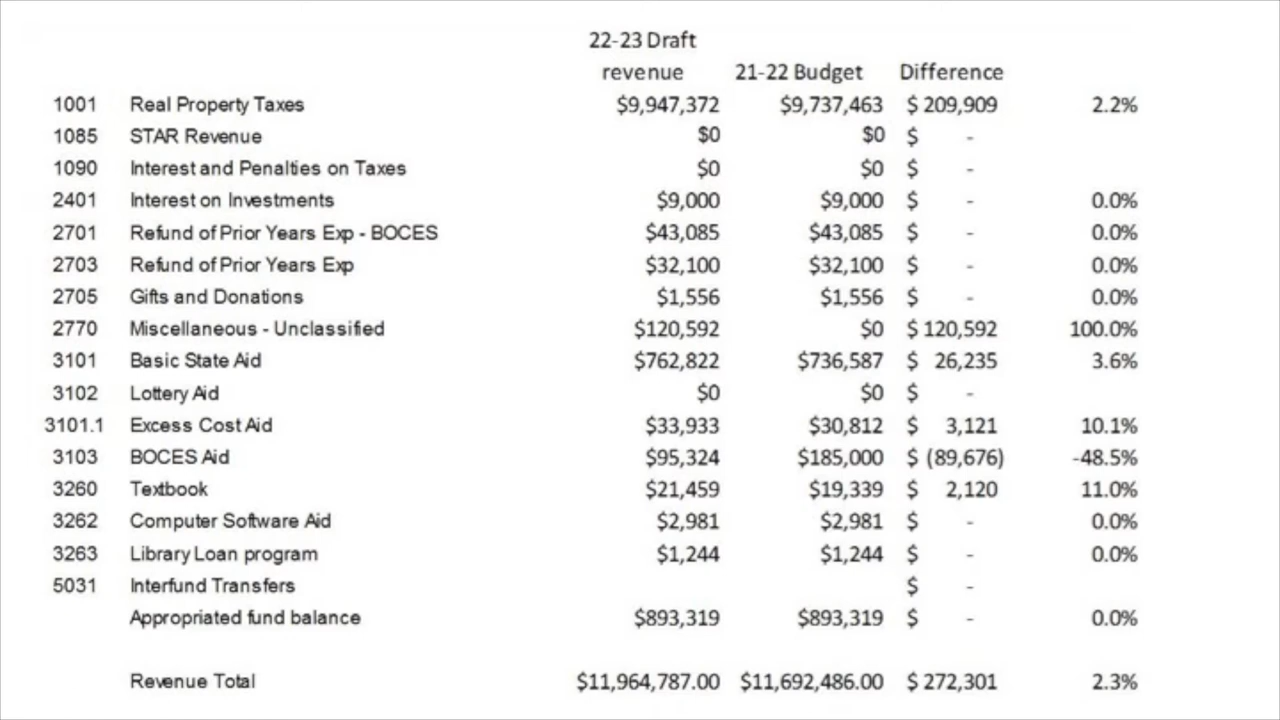 22-23 Draft
revenue 21-22 Budget Difference
1001 Real Property Taxes $9,947,372 $9,737,463 $ 209,909 2.2%
1085 STAR Revenue $0 $0 $ -
1090 Interest and Penalties on Taxes $0 $0 $ -
2401 Interest on Investments $9,000 $9,000 $ - 0.0%
2701 Refund of Prior Years Exp - BOCES $43,085 $43,085 $ - 0.0%
2703 Refund of Prior Years Exp $32,100 $32,100 $ - 0.0%
2705 Gifts and Donations $1,556 $1,556 $ - 0.0%
2770 Miscellaneous - Unclassified $120,592 $0 $ 120,592 100.0%
3101 Basic State Aid $762,822 $736,587 $ 26,235 3.6%
3102 Lottery Aid $0 $0 $ -
3101.1 Excess Cost Aid $33,933 $30,812 $ 3,121 10.1%
3103 BOCES Aid $95,324 $185,000 $ (89,676) -48.5%
3260 Textbook $21,459 $19,339 $ 2,120 11.0%
3262 Computer Software Aid $2,981 $2,981 $ - 0.0%
3263 Library Loan program $1,244 $1,244 $ - 0.0%
5031 Interfund Transfers $ -
Appropriated fund balance $893,319 $893,319 $ - 0.0%
Revenue Total $11,964,787.00 $11,692,486.00 $ 272,301 2.3%